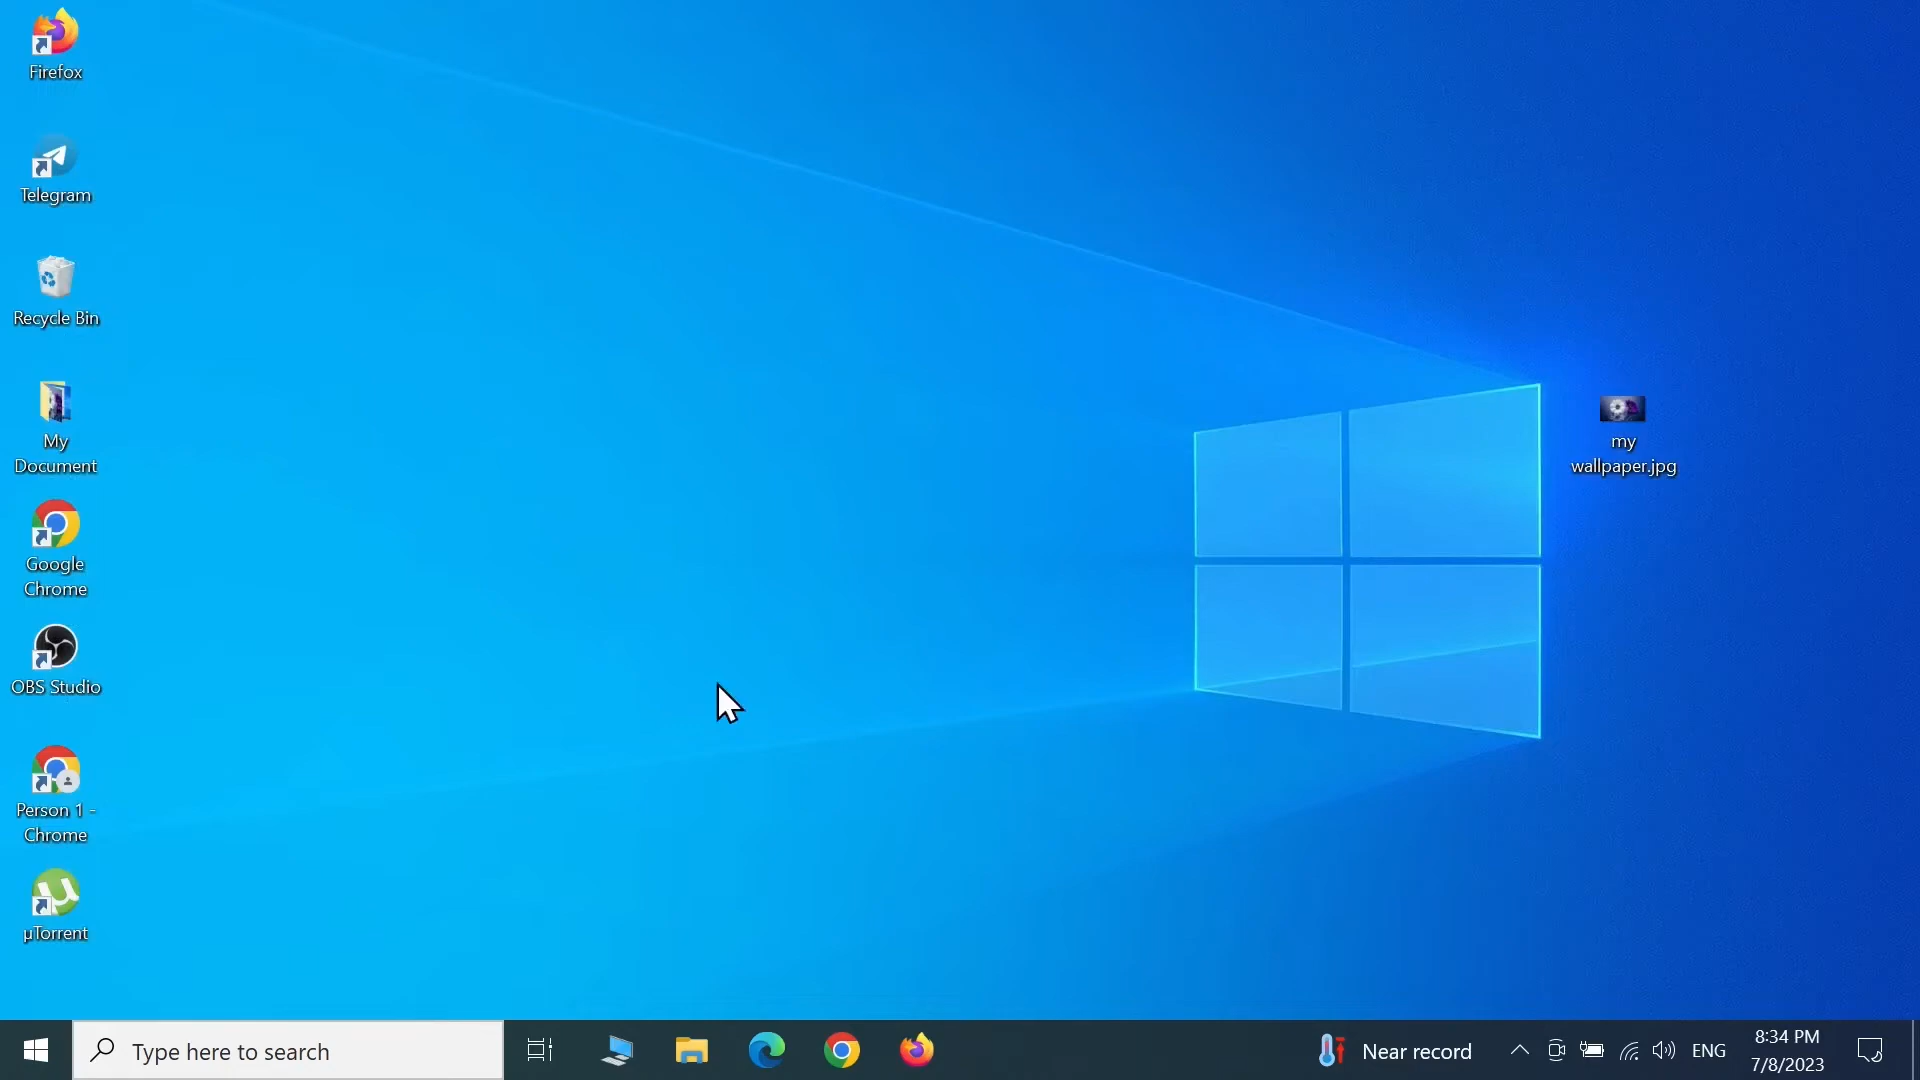 Firefox
Telegram
Recycle Bin
My
Document
Google
Chrome
OBS Studio
Person 1 -
Chrome
µTorrent
my
wallpaper.jpg
Type here to search
Near record
ENG
8:34 PM
7/8/2023